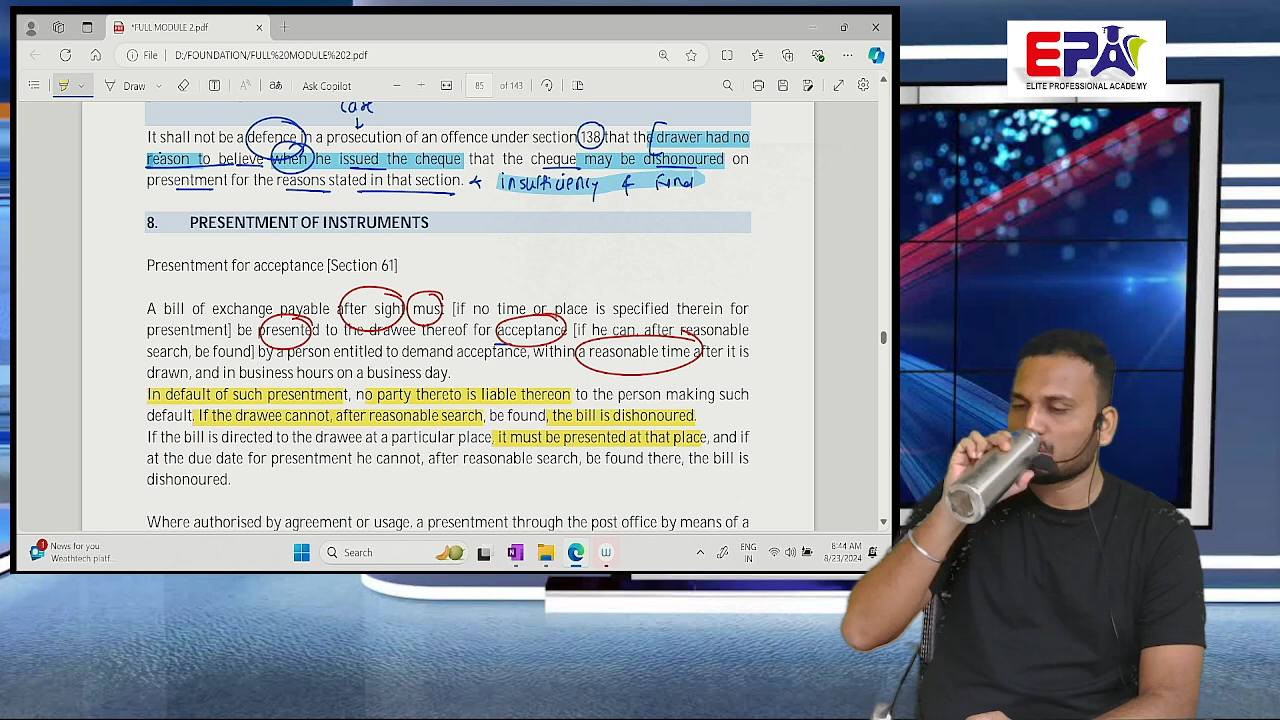 *FULL MODULE 2.pdf
File
D:/FOUNDATION/FULL%20MODULE
Draw
Ask Copilot
85 of 143
case
It shall not be a defence in a prosecution of an offence under section 138 that the drawer had no
reason to believe when he issued the cheque that the cheque may be dishonoured on
presentment for the reasons stated in that section. insufficiency of Fund
8. PRESENTMENT OF INSTRUMENTS
Presentment for acceptance [Section 61]
A bill of exchange payable after sight must [if no time or place is specified therein for
presentment] be presented to the drawee thereof for acceptance [if he can, after reasonable
search, be found] by a person entitled to demand acceptance, within a reasonable time after it is
drawn, and in business hours on a business day.
In default of such presentment, no party thereto is liable thereon to the person making such
default. If the drawee cannot, after reasonable search, be found, the bill is dishonoured.
If the bill is directed to the drawee at a particular place, it must be presented at that place, and if
at the due date for presentment he cannot, after reasonable search, be found there, the bill is
dishonoured.
Where authorised by agreement or usage, a presentment through the post office by means of a
News for you
Weathtech platf...
Search
ENG
IN
8:44 AM
8/23/2024
EPA
ELITE PROFESSIONAL ACADEMY